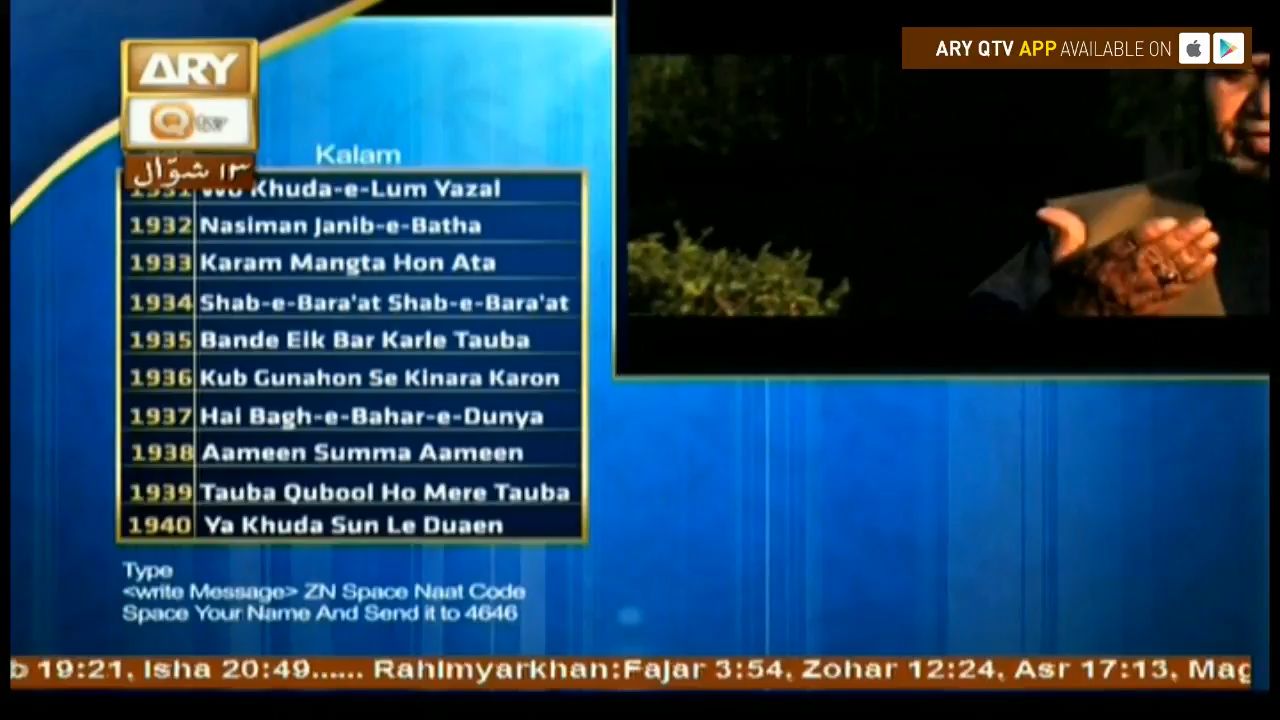 ARY QTV APP AVAILABLE ON
ARY
Q tv
۱۳ شوّال
Kalam
1931 Wo Khuda-e-Lum Yazal
1932 Nasiman Janib-e-Batha
1933 Karam Mangta Hon Ata
1934 Shab-e-Bara'at Shab-e-Bara'at
1935 Bande Eik Bar Karle Tauba
1936 Kub Gunahon Se Kinara Karon
1937 Hai Bagh-e-Bahar-e-Dunya
1938 Aameen Summa Aameen
1939 Tauba Qubool Ho Mere Tauba
1940 Ya Khuda Sun Le Duaen
Type
<write Message> ZN Space Naat Code
Space Your Name And Send it to 4646
b 19:21, Isha 20:49...... RahImyarkhan:Fajar 3:54, Zohar 12:24, Asr 17:13, Mag